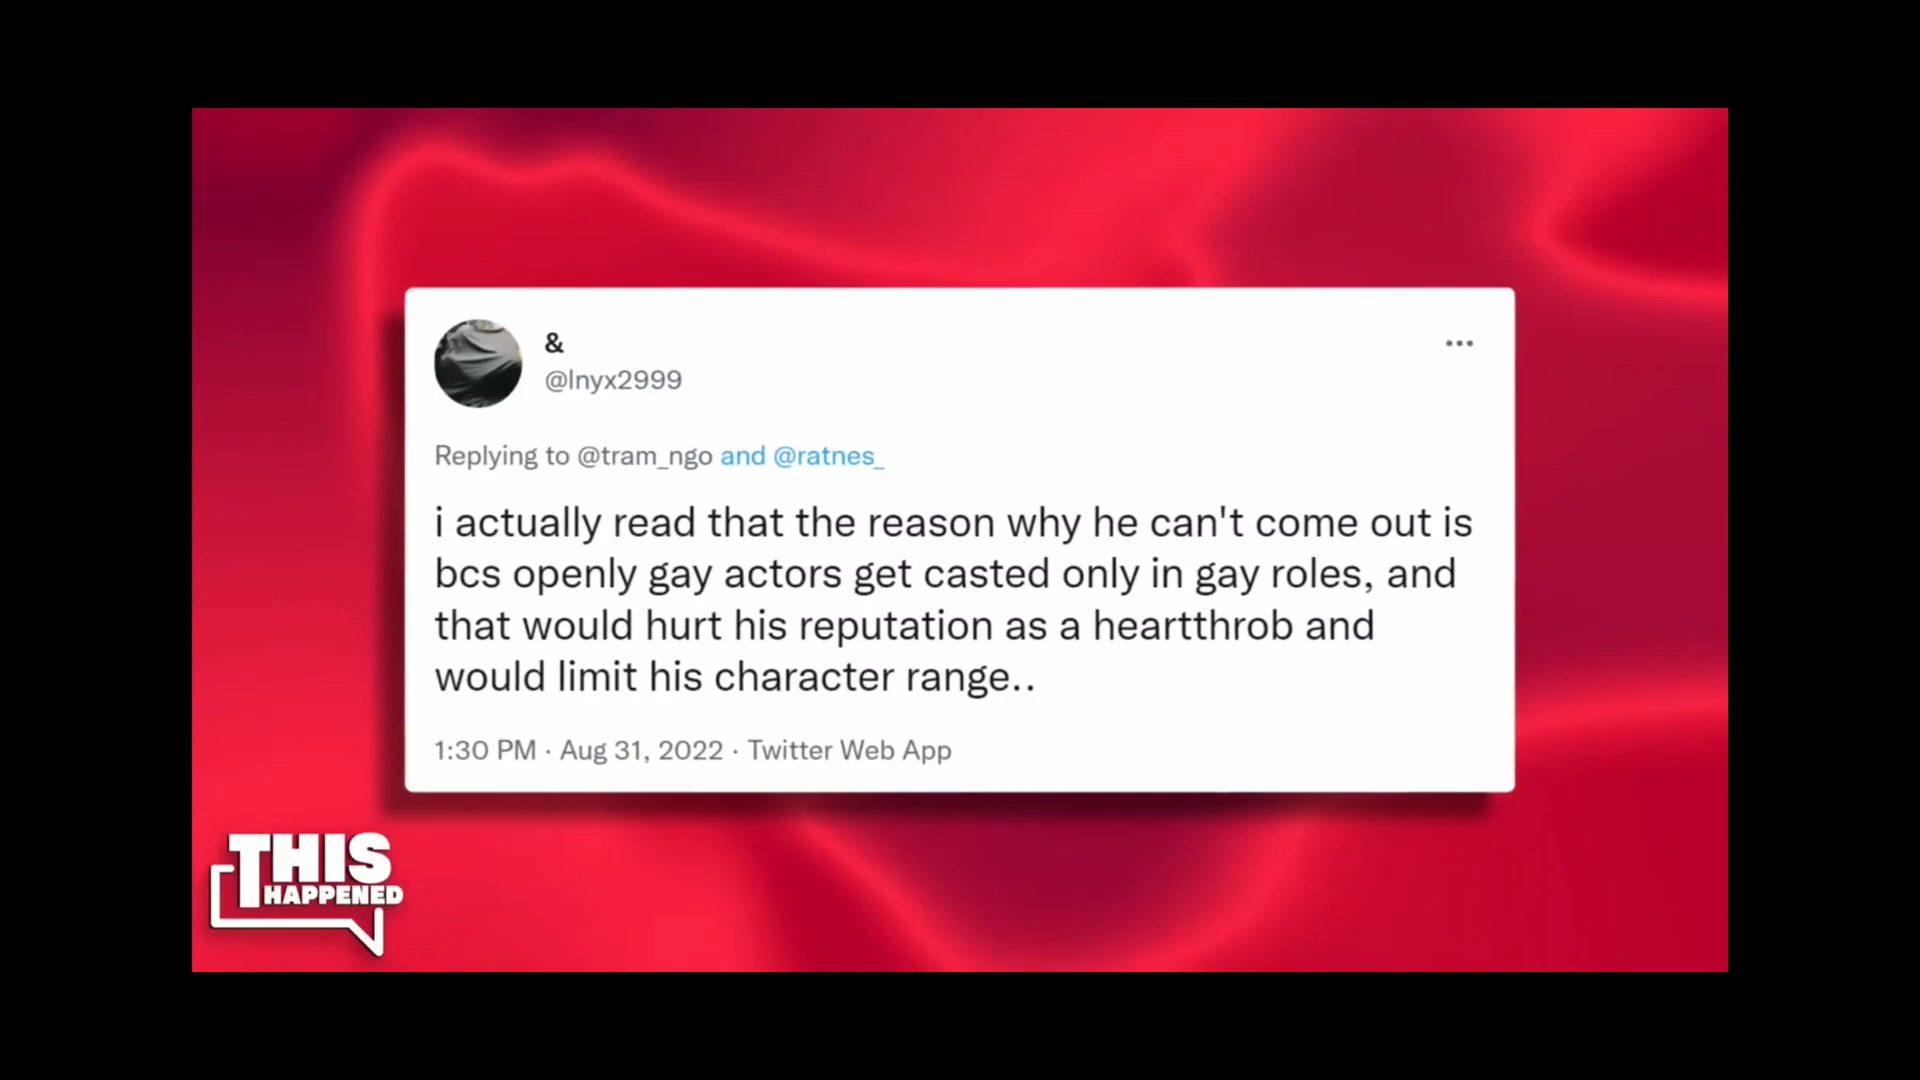 &
@lnyx2999
Replying to @tram_ngo and @ratnes_
i actually read that the reason why he can't come out is
bcs openly gay actors get casted only in gay roles, and
that would hurt his reputation as a heartthrob and
would limit his character range..
1:30 PM · Aug 31, 2022 · Twitter Web App
THIS
HAPPENED